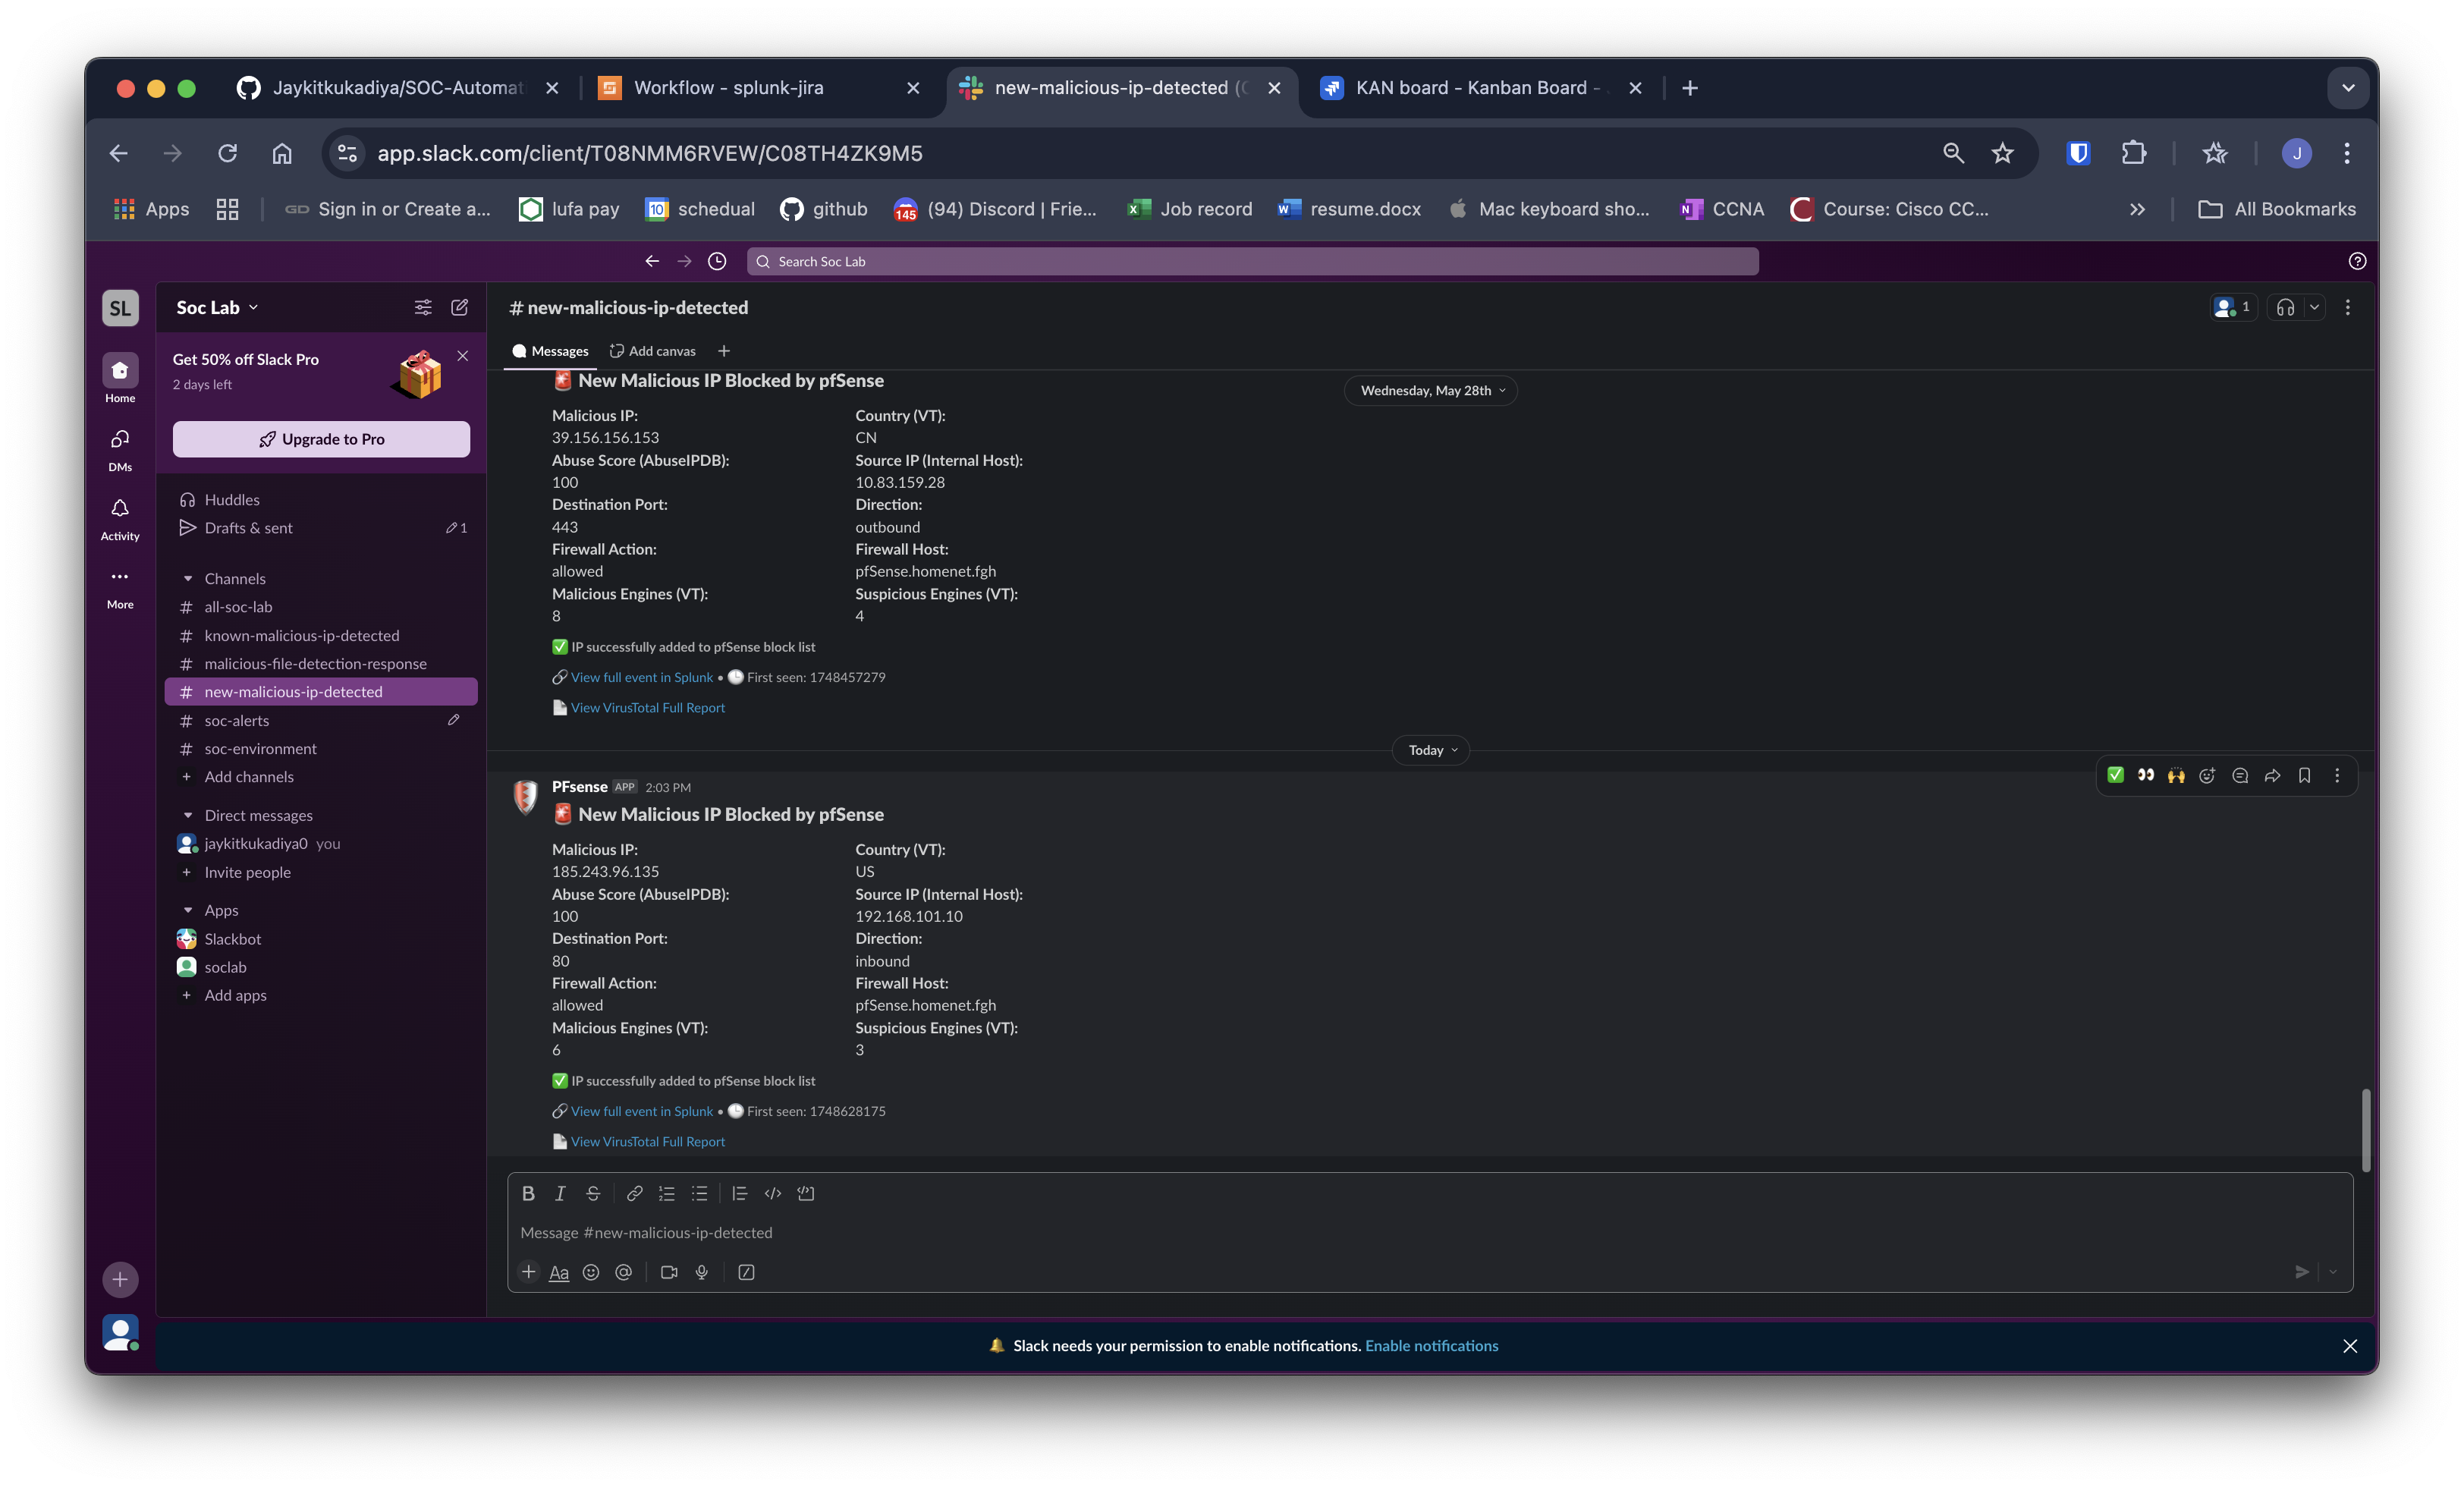 Jaykitkukadiya/SOC-Automat
Workflow - splunk-jira
new-malicious-ip-detected (
KAN board - Kanban Board -
app.slack.com/client/T08NMM6RVEW/C08TH4ZK9M5
J
Apps
GD Sign in or Create a...
lufa pay
10 schedual
github
145 (94) Discord | Frie...
Job record
resume.docx
Mac keyboard sho...
CCNA
Course: Cisco CC...
All Bookmarks
Search Soc Lab
SL
Home
DMs
Activity
More
Soc Lab
Get 50% off Slack Pro
2 days left
Upgrade to Pro
Huddles
Drafts & sent 1
Channels
# all-soc-lab
# known-malicious-ip-detected
# malicious-file-detection-response
# new-malicious-ip-detected
# soc-alerts
# soc-environment
+ Add channels
Direct messages
jaykitkukadiya0 you
+ Invite people
Apps
Slackbot
soclab
+ Add apps
# new-malicious-ip-detected
1
Messages
Add canvas
Wednesday, May 28th
🚨 New Malicious IP Blocked by pfSense
Malicious IP: Country (VT):
39.156.156.153 CN
Abuse Score (AbuseIPDB): Source IP (Internal Host):
100 10.83.159.28
Destination Port: Direction:
443 outbound
Firewall Action: Firewall Host:
allowed pfSense.homenet.fgh
Malicious Engines (VT): Suspicious Engines (VT):
8 4
✅ IP successfully added to pfSense block list
🔗 View full event in Splunk • 🕒 First seen: 1748457279
📄 View VirusTotal Full Report
Today
PFsense APP 2:03 PM
🚨 New Malicious IP Blocked by pfSense
Malicious IP: Country (VT):
185.243.96.135 US
Abuse Score (AbuseIPDB): Source IP (Internal Host):
100 192.168.101.10
Destination Port: Direction:
80 inbound
Firewall Action: Firewall Host:
allowed pfSense.homenet.fgh
Malicious Engines (VT): Suspicious Engines (VT):
6 3
✅ IP successfully added to pfSense block list
🔗 View full event in Splunk • 🕒 First seen: 1748628175
📄 View VirusTotal Full Report
Message #new-malicious-ip-detected
Aa
🔔 Slack needs your permission to enable notifications. Enable notifications